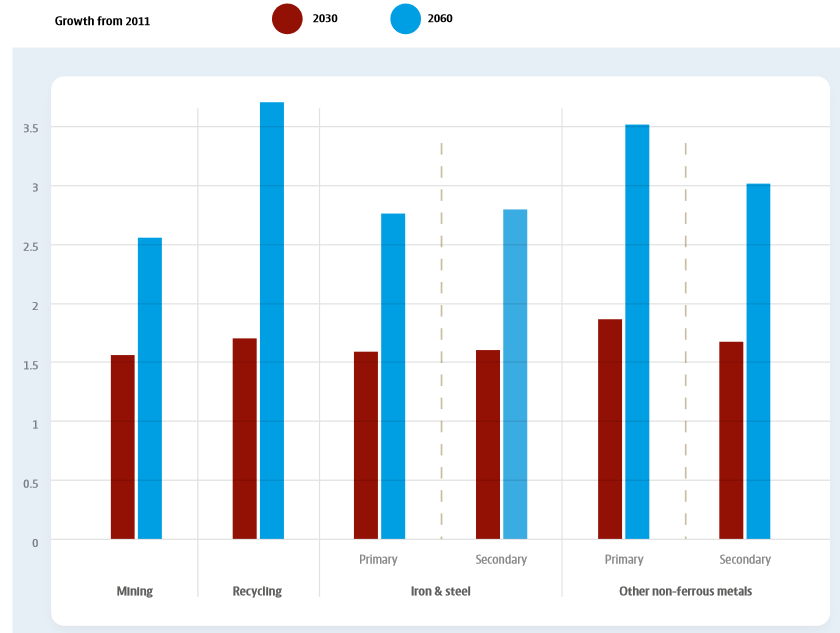 Growth from 2011 2030 2060
3.5
3
2.5
2
1.5
1
0.5
0
Primary Secondary Primary Secondary
Mining Recycling Iron & steel Other non-ferrous metals